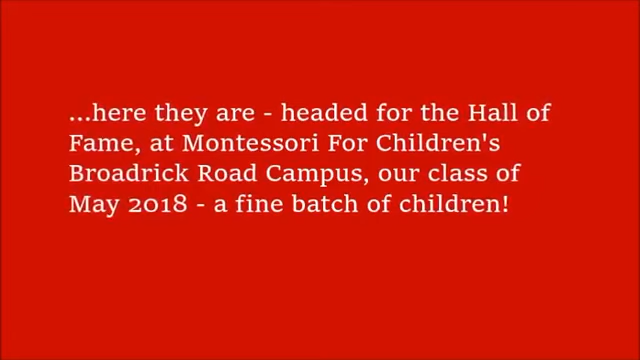 ...here they are - headed for the Hall of
Fame, at Montessori For Children's
Broadrick Road Campus, our class of
May 2018 - a fine batch of children!